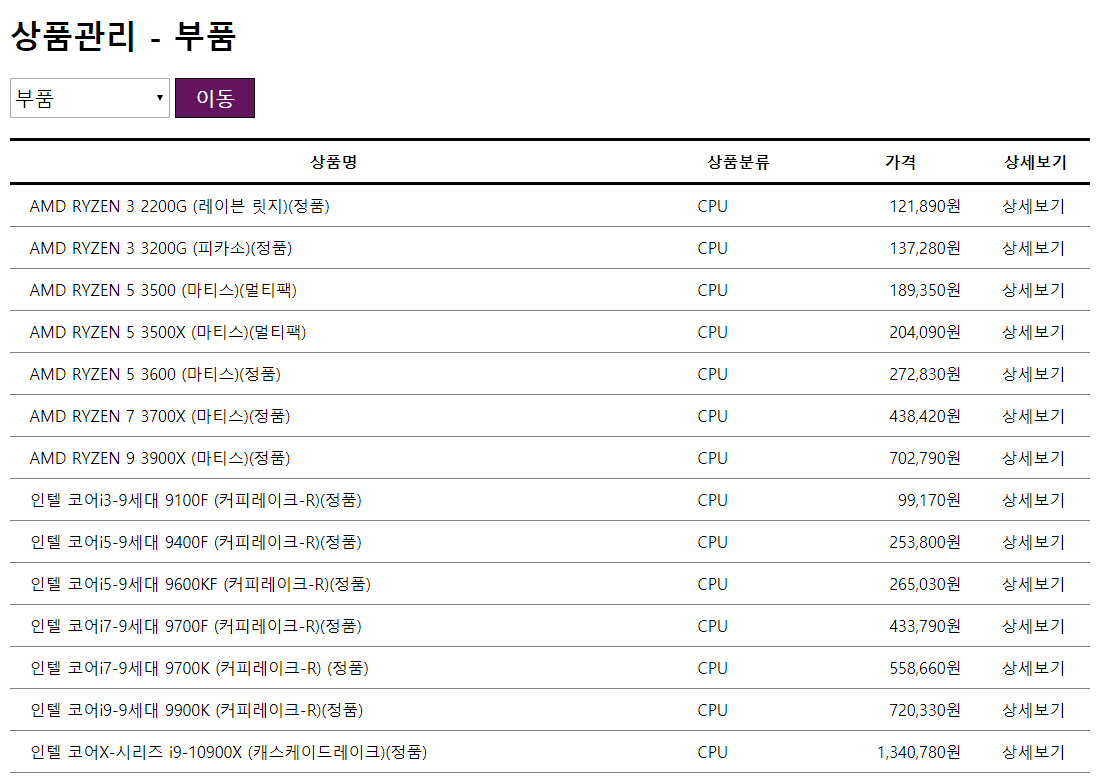 상품관리 - 부품
부품 이동
상품명 상품분류 가격 상세보기
AMD RYZEN 3 2200G (레이븐 릿지)(정품) CPU 121,890원 상세보기
AMD RYZEN 3 3200G (피카소)(정품) CPU 137,280원 상세보기
AMD RYZEN 5 3500 (마티스)(멀티팩) CPU 189,350원 상세보기
AMD RYZEN 5 3500X (마티스)(멀티팩) CPU 204,090원 상세보기
AMD RYZEN 5 3600 (마티스)(정품) CPU 272,830원 상세보기
AMD RYZEN 7 3700X (마티스)(정품) CPU 438,420원 상세보기
AMD RYZEN 9 3900X (마티스)(정품) CPU 702,790원 상세보기
인텔 코어i3-9세대 9100F (커피레이크-R)(정품) CPU 99,170원 상세보기
인텔 코어i5-9세대 9400F (커피레이크-R)(정품) CPU 253,800원 상세보기
인텔 코어i5-9세대 9600KF (커피레이크-R)(정품) CPU 265,030원 상세보기
인텔 코어i7-9세대 9700F (커피레이크-R)(정품) CPU 433,790원 상세보기
인텔 코어i7-9세대 9700K (커피레이크-R) (정품) CPU 558,660원 상세보기
인텔 코어i9-9세대 9900K (커피레이크-R)(정품) CPU 720,330원 상세보기
인텔 코어X-시리즈 i9-10900X (캐스케이드레이크)(정품) CPU 1,340,780원 상세보기